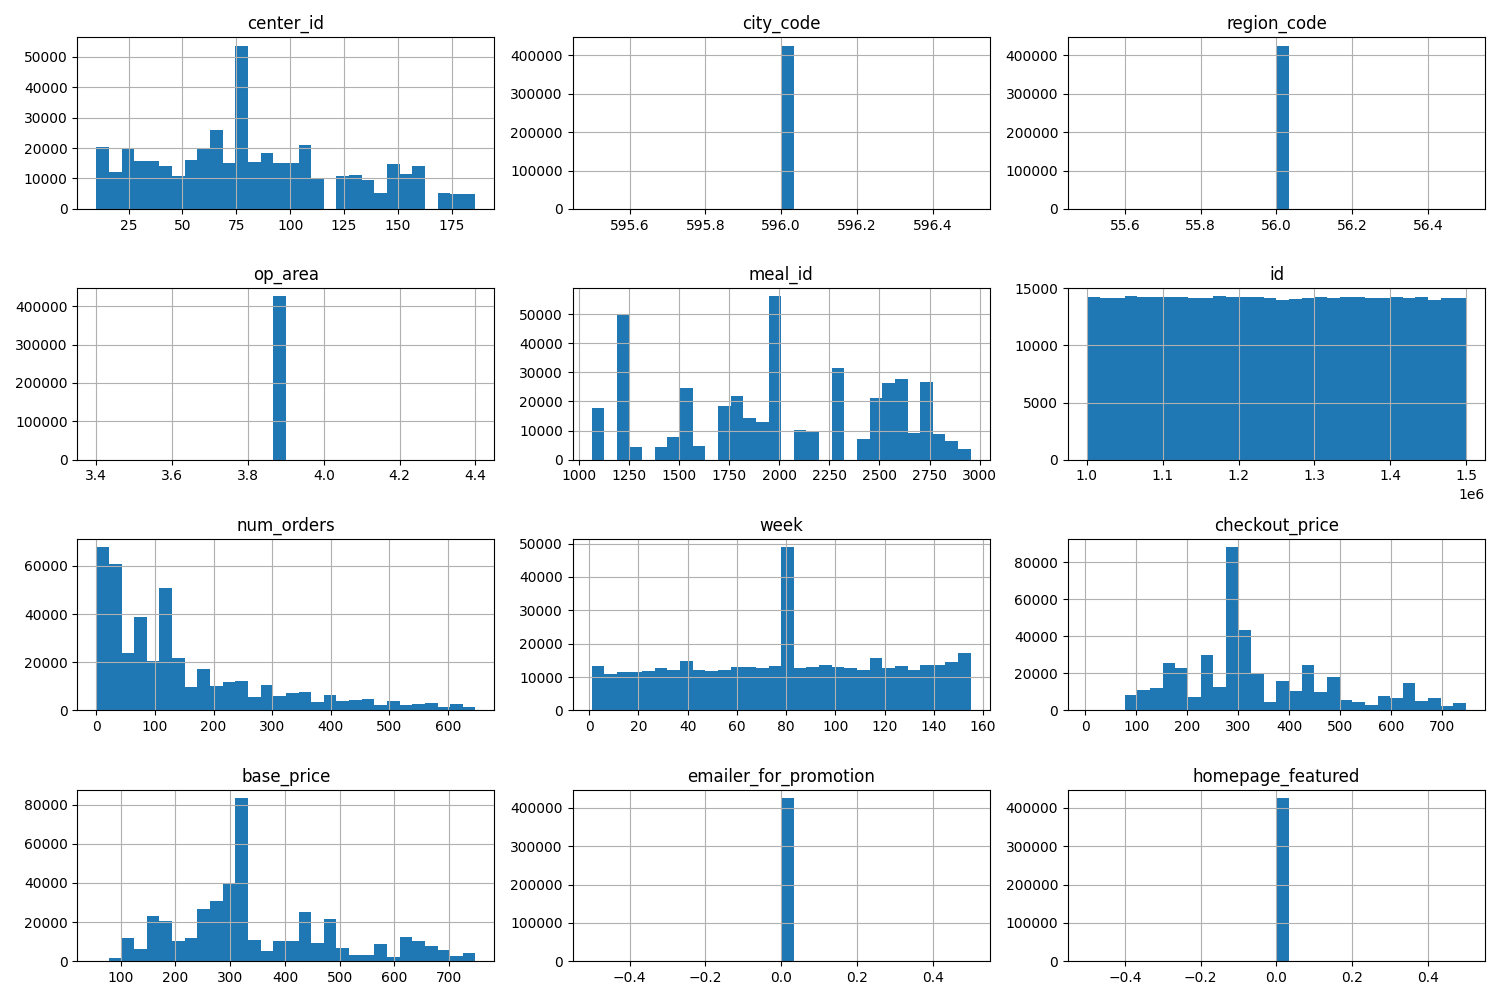 center_id
city_code
region_code
50000
40000
30000
20000
10000
0
25 50 75 100 125 150 175
400000
300000
200000
100000
0
595.6 595.8 596.0 596.2 596.4
400000
300000
200000
100000
0
55.6 55.8 56.0 56.2 56.4
op_area
meal_id
id
400000
300000
200000
100000
0
3.4 3.6 3.8 4.0 4.2 4.4
50000
40000
30000
20000
10000
0
1000 1250 1500 1750 2000 2250 2500 2750 3000
15000
10000
5000
0
1.0 1.1 1.2 1.3 1.4 1.5
1e6
num_orders
week
checkout_price
60000
40000
20000
0
0 100 200 300 400 500 600
50000
40000
30000
20000
10000
0
0 20 40 60 80 100 120 140 160
80000
60000
40000
20000
0
0 100 200 300 400 500 600 700
base_price
emailer_for_promotion
homepage_featured
80000
60000
40000
20000
0
100 200 300 400 500 600 700
400000
300000
200000
100000
0
−0.4 −0.2 0.0 0.2 0.4
400000
300000
200000
100000
0
−0.4 −0.2 0.0 0.2 0.4